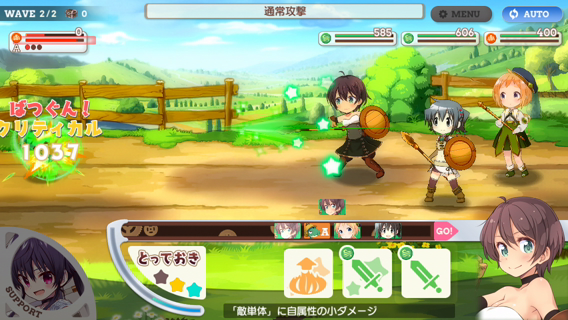 WAVE 2/2 0
通常攻撃
MENU
AUTO
0
A
585
606
400
ばつぐん!
クリティカル
1037
A
GO!
とっておき
SUPPORT
「敵単体」に自属性の小ダメージ